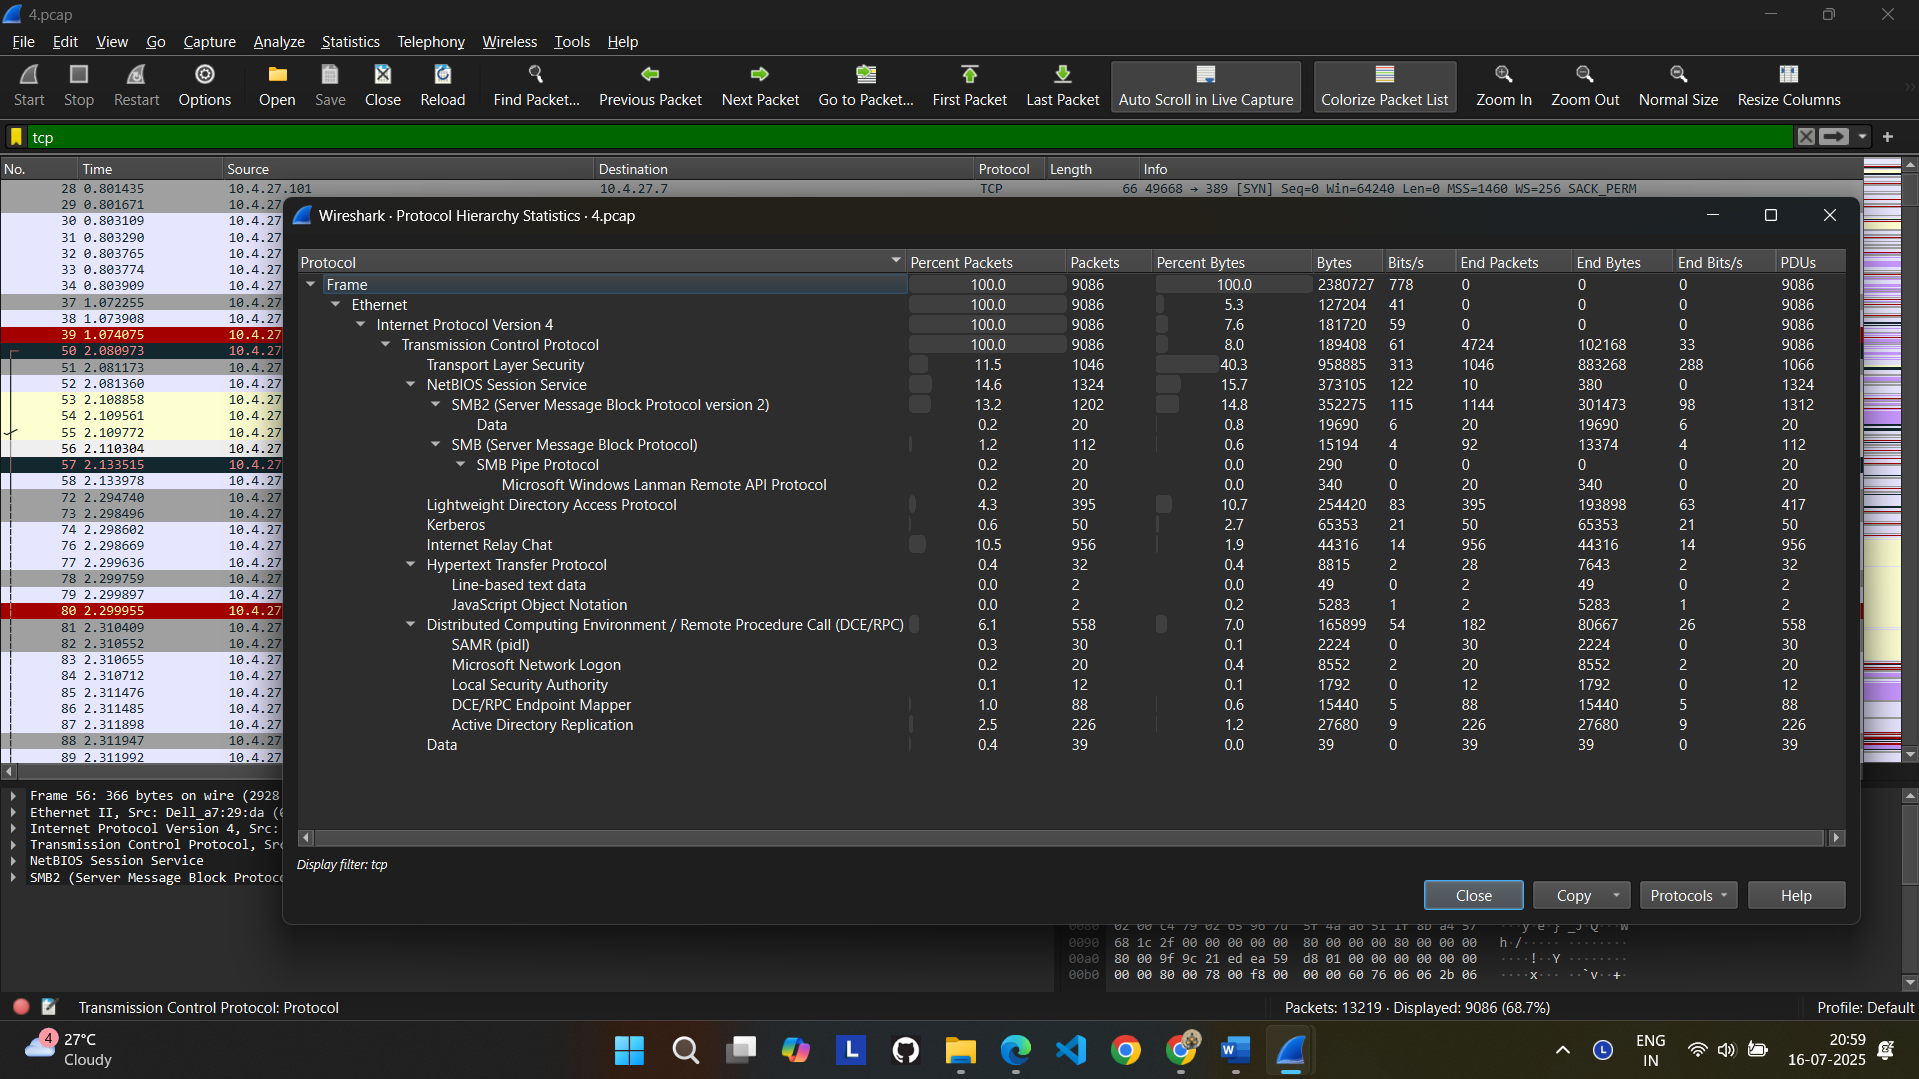 4.pcap
File Edit View Go Capture Analyze Statistics Telephony Wireless Tools Help
Start Stop Restart Options Open Save Close Reload Find Packet... Previous Packet Next Packet Go to Packet... First Packet Last Packet Auto Scroll in Live Capture Colorize Packet List Zoom In Zoom Out Normal Size Resize Columns
tcp
No. Time Source Destination Protocol Length Info
28 0.801435 10.4.27.101 10.4.27.7 TCP 66 49668 → 389 [SYN] Seq=0 Win=64240 Len=0 MSS=1460 WS=256 SACK_PERM
29 0.801671 10.4.27
30 0.803109 10.4.27
31 0.803290 10.4.27
32 0.803765 10.4.27
33 0.803774 10.4.27
34 0.803909 10.4.27
37 1.072255 10.4.27
38 1.073908 10.4.27
39 1.074075 10.4.27
50 2.080973 10.4.27
51 2.081173 10.4.27
52 2.081360 10.4.27
53 2.108858 10.4.27
54 2.109561 10.4.27
55 2.109772 10.4.27
56 2.110304 10.4.27
57 2.133515 10.4.27
58 2.133978 10.4.27
72 2.294740 10.4.27
73 2.298496 10.4.27
74 2.298602 10.4.27
76 2.298669 10.4.27
77 2.299636 10.4.27
78 2.299759 10.4.27
79 2.299897 10.4.27
80 2.299955 10.4.27
81 2.310409 10.4.27
82 2.310552 10.4.27
83 2.310655 10.4.27
84 2.310712 10.4.27
85 2.311476 10.4.27
86 2.311485 10.4.27
87 2.311898 10.4.27
88 2.311947 10.4.27
89 2.311992 10.4.27
Wireshark · Protocol Hierarchy Statistics · 4.pcap
Protocol Percent Packets Packets Percent Bytes Bytes Bits/s End Packets End Bytes End Bits/s PDUs
Frame 100.0 9086 100.0 2380727 778 0 0 0 9086
Ethernet 100.0 9086 5.3 127204 41 0 0 0 9086
Internet Protocol Version 4 100.0 9086 7.6 181720 59 0 0 0 9086
Transmission Control Protocol 100.0 9086 8.0 189408 61 4724 102168 33 9086
Transport Layer Security 11.5 1046 40.3 958885 313 1046 883268 288 1066
NetBIOS Session Service 14.6 1324 15.7 373105 122 10 380 0 1324
SMB2 (Server Message Block Protocol version 2) 13.2 1202 14.8 352275 115 1144 301473 98 1312
Data 0.2 20 0.8 19690 6 20 19690 6 20
SMB (Server Message Block Protocol) 1.2 112 0.6 15194 4 92 13374 4 112
SMB Pipe Protocol 0.2 20 0.0 290 0 0 0 0 20
Microsoft Windows Lanman Remote API Protocol 0.2 20 0.0 340 0 20 340 0 20
Lightweight Directory Access Protocol 4.3 395 10.7 254420 83 395 193898 63 417
Kerberos 0.6 50 2.7 65353 21 50 65353 21 50
Internet Relay Chat 10.5 956 1.9 44316 14 956 44316 14 956
Hypertext Transfer Protocol 0.4 32 0.4 8815 2 28 7643 2 32
Line-based text data 0.0 2 0.0 49 0 2 49 0 2
JavaScript Object Notation 0.0 2 0.2 5283 1 2 5283 1 2
Distributed Computing Environment / Remote Procedure Call (DCE/RPC) 6.1 558 7.0 165899 54 182 80667 26 558
SAMR (pidl) 0.3 30 0.1 2224 0 30 2224 0 30
Microsoft Network Logon 0.2 20 0.4 8552 2 20 8552 2 20
Local Security Authority 0.1 12 0.1 1792 0 12 1792 0 12
DCE/RPC Endpoint Mapper 1.0 88 0.6 15440 5 88 15440 5 88
Active Directory Replication 2.5 226 1.2 27680 9 226 27680 9 226
Data 0.4 39 0.0 39 0 39 39 0 39
Display filter: tcp
Close Copy Protocols Help
Frame 56: 366 bytes on wire (2928
Ethernet II, Src: Dell_a7:29:da (
Internet Protocol Version 4, Src:
Transmission Control Protocol, Src
NetBIOS Session Service
SMB2 (Server Message Block Protoc
0080 02 00 c4 79 02 65 96 7d 5f 4a a6 51 1f 8b a4 57 ···y·e·} _J·Q···W
0090 68 1c 2f 00 00 00 00 00 80 00 00 00 80 00 00 00 h·/····· ········
00a0 80 00 9f 9c 21 ed ea 59 d8 01 00 00 00 00 00 00 ····!··Y ········
00b0 00 00 80 00 78 00 f8 00 00 00 60 76 06 06 2b 06 ····x··· ··`v··+·
Transmission Control Protocol: Protocol Packets: 13219 · Displayed: 9086 (68.7%) Profile: Default
4 27°C
Cloudy
L
L
ENG
IN
20:59
16-07-2025